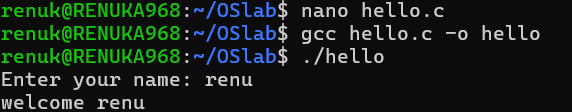 renuk@RENUKA968:~/OSlab$ nano hello.c
renuk@RENUKA968:~/OSlab$ gcc hello.c -o hello
renuk@RENUKA968:~/OSlab$ ./hello
Enter your name: renu
welcome renu